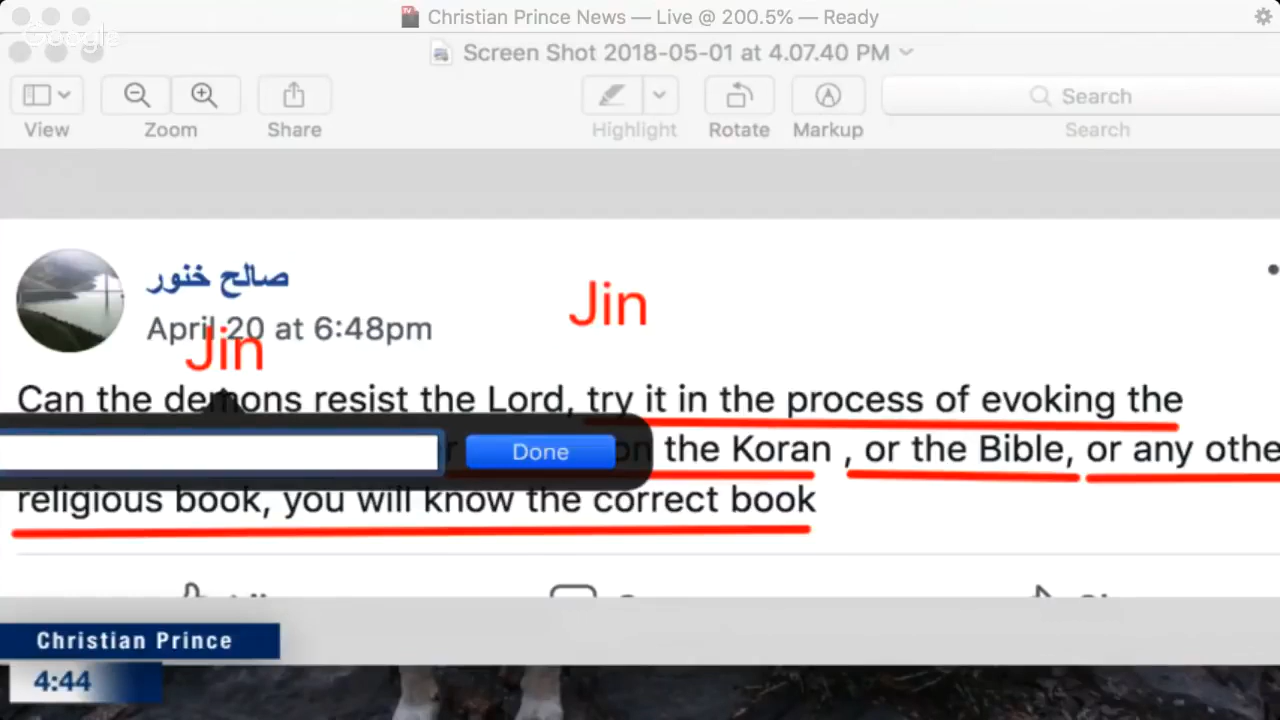 Christian Prince News — Live @ 200.5% — Ready
Google
Screen Shot 2018-05-01 at 4.07.40 PM
View
Zoom
Share
Highlight
Rotate
Markup
Search
Search
صالح خنور
Jin
April 20 at 6:48pm
Jin
Can the demons resist the Lord, try it in the process of evoking the
Done
the Koran , or the Bible, or any othe
religious book, you will know the correct book
Christian Prince
4:44